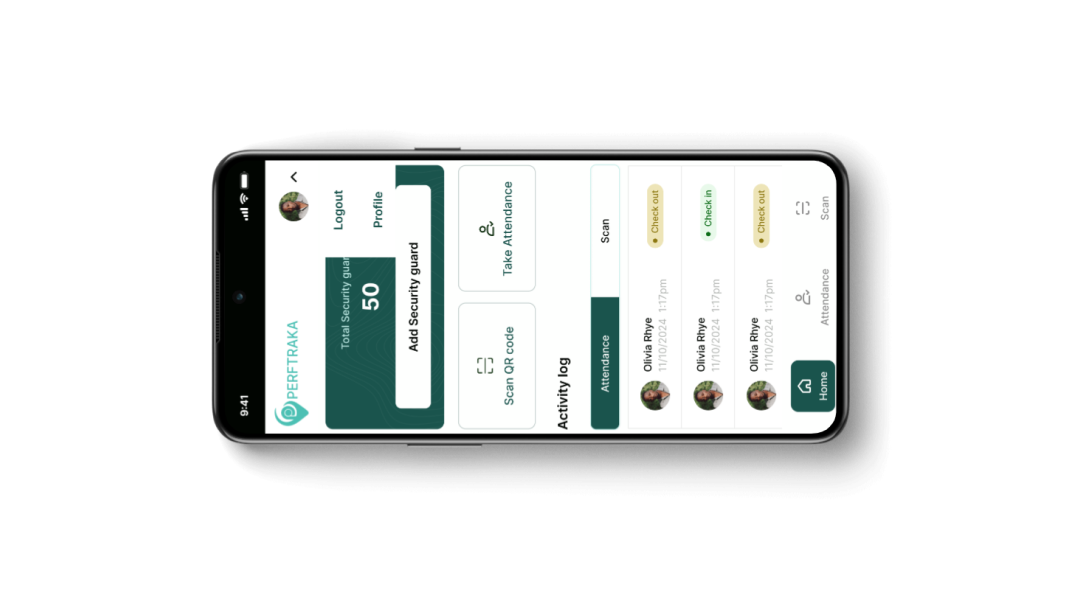 9:41
PERFTRAKA
Logout
Profile
Total Security guar
50
Add Security guard
Scan QR code
Take Attendance
Activity log
Attendance
Scan
Olivia Rhye
11/10/2024 1:17pm
Check out
Olivia Rhye
11/10/2024 1:17pm
Check in
Olivia Rhye
11/10/2024 1:17pm
Check out
Home
Attendance
Scan